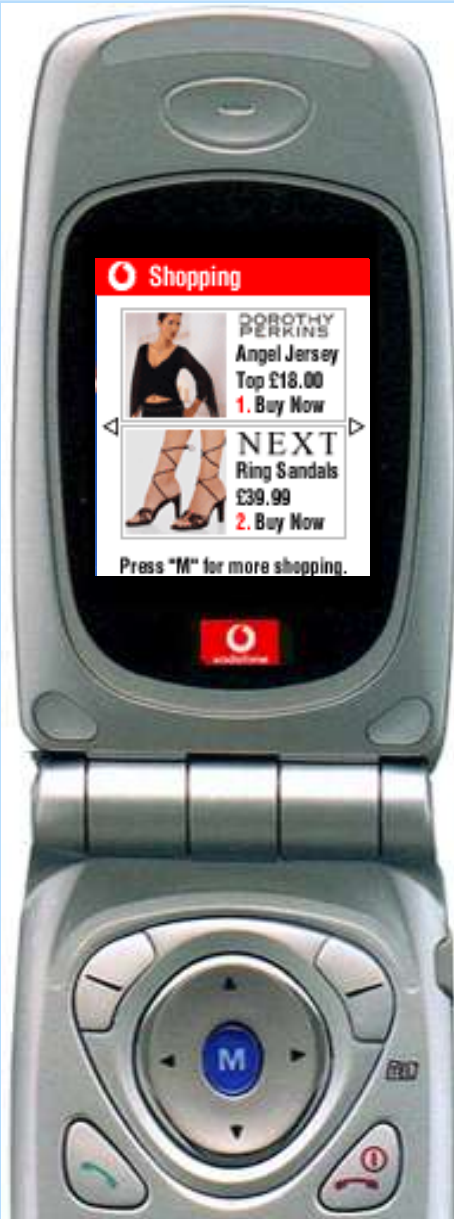 Shopping
DOROTHY
PERKINS
Angel Jersey
Top £18.00
1. Buy Now
NEXT
Ring Sandals
£39.99
2. Buy Now
Press "M" for more shopping.
vodafone
M